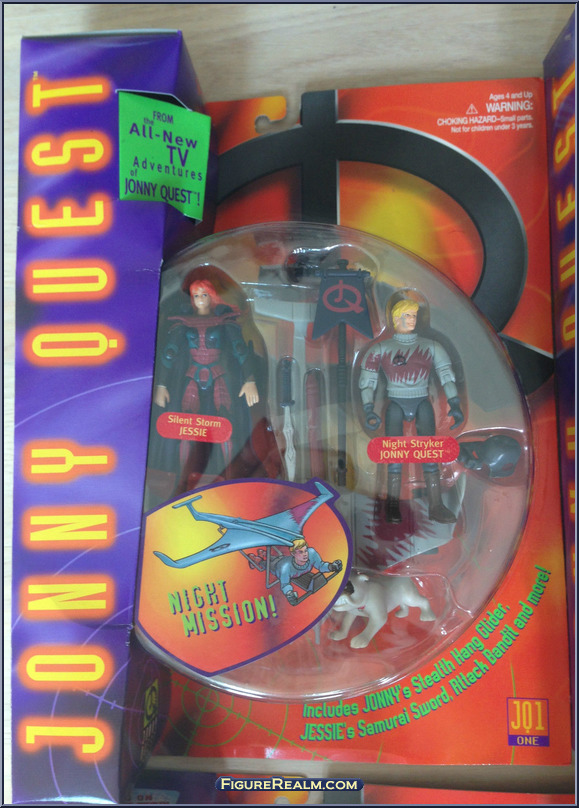 JONNY QUEST™
FROM
the
All-New
TV
Adventures
of
JONNY QUEST™!
Ages 4 and Up
WARNING:
CHOKING HAZARD-Small parts.
Not for children under 3 years.
Silent Storm
JESSIE
Night Stryker
JONNY QUEST
NIGHT
MISSION!
Includes JONNY's Stealth Hang Glider,
JESSIE's Samurai Sword, Attack Bandit and more!
JQ1
ONE
FIGUREREALM.COM